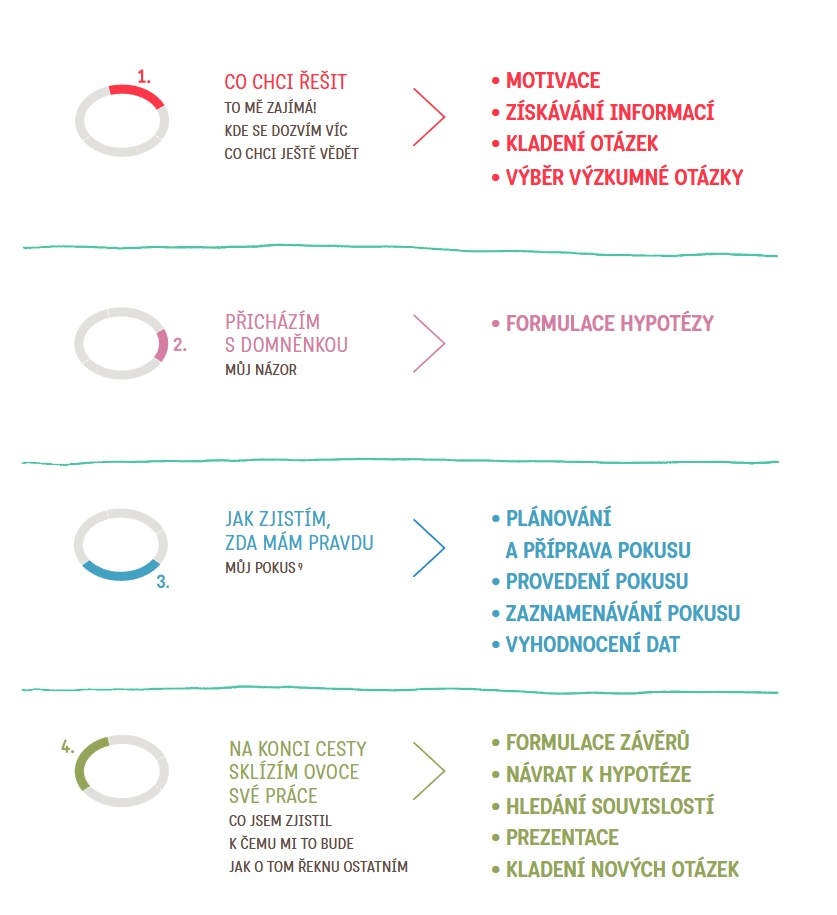 1.
CO CHCI ŘEŠIT
TO MĚ ZAJÍMÁ!
KDE SE DOZVÍM VÍC
CO CHCI JEŠTĚ VĚDĚT
• MOTIVACE
• ZÍSKÁVÁNÍ INFORMACÍ
• KLADENÍ OTÁZEK
• VÝBĚR VÝZKUMNÉ OTÁZKY
2.
PŘICHÁZÍM
S DOMNĚNKOU
MŮJ NÁZOR
• FORMULACE HYPOTÉZY
3.
JAK ZJISTÍM,
ZDA MÁM PRAVDU
MŮJ POKUS⁹
• PLÁNOVÁNÍ
A PŘÍPRAVA POKUSU
• PROVEDENÍ POKUSU
• ZAZNAMENÁVÁNÍ POKUSU
• VYHODNOCENÍ DAT
4.
NA KONCI CESTY
SKLÍZÍM OVOCE
SVÉ PRÁCE
CO JSEM ZJISTIL
K ČEMU MI TO BUDE
JAK O TOM ŘEKNU OSTATNÍM
• FORMULACE ZÁVĚRŮ
• NÁVRAT K HYPOTÉZE
• HLEDÁNÍ SOUVISLOSTÍ
• PREZENTACE
• KLADENÍ NOVÝCH OTÁZEK